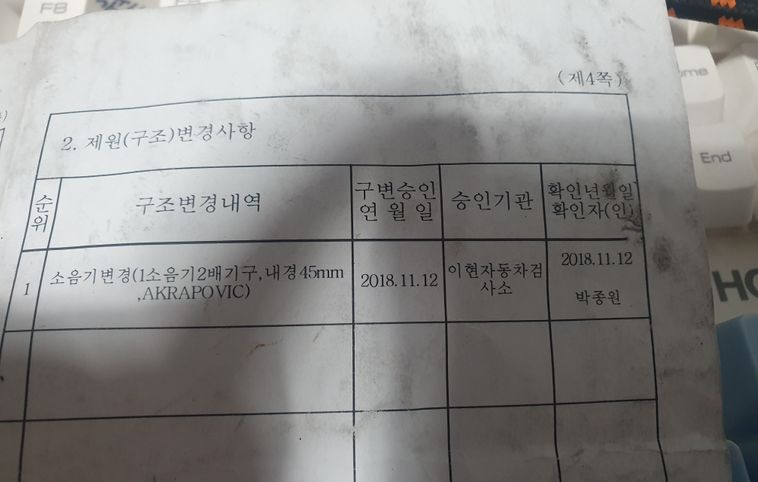 F8
(제4쪽)
2. 제원(구조)변경사항
순위
구조변경내역
구변승인
연 월 일
승인기관
확인년월일
확인자(인)
1
소음기변경(1소음기2배기구,내경45mm
,AKRAPOVIC)
2018.11.12
이현자동차검
사소
2018.11.12
박종원
End